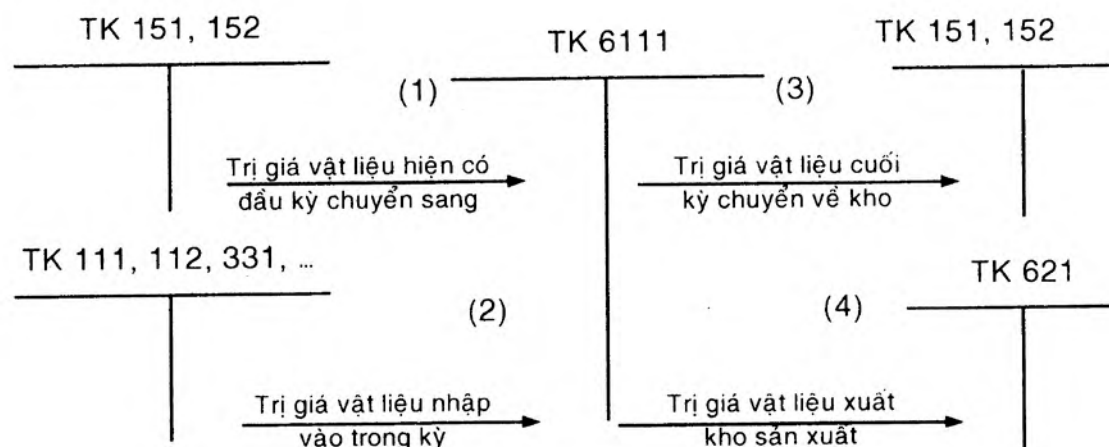 TK 151, 152
TK 6111
TK 151, 152
(1)
(3)
Trị giá vật liệu hiện có
đầu kỳ chuyển sang
Trị giá vật liệu cuối
kỳ chuyển về kho
TK 111, 112, 331, ...
TK 621
(2)
(4)
Trị giá vật liệu nhập
vào trong kỳ
Trị giá vật liệu xuất
kho sản xuất